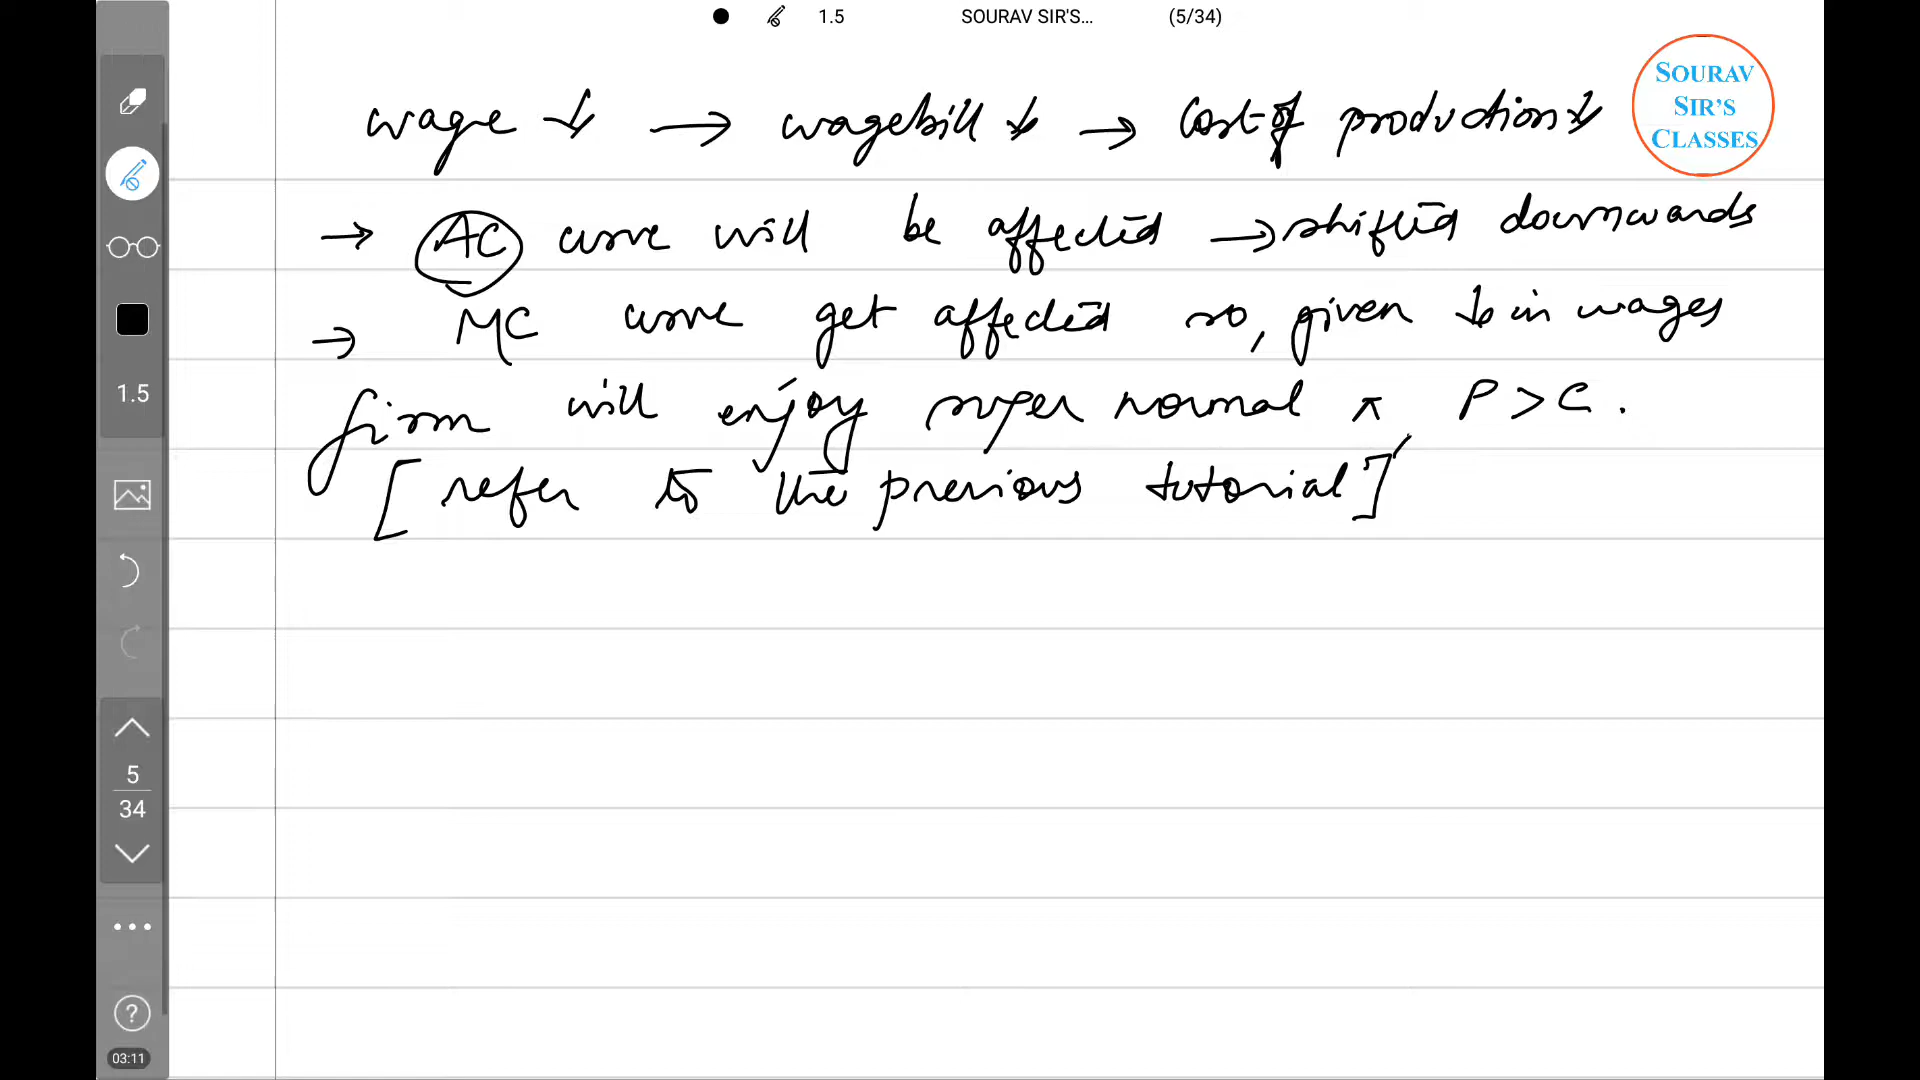 1.5 SOURAV SIR'S... (5/34)
SOURAV
SIR'S
CLASSES
wage ↓ → wagebill ↓ → Cost of production ↓
→ AC curve will be affected → shifted downwards
→ MC curve get affected so, given ↓ in wages
firm will enjoy super normal π P > C.
[refer to the previous tutorial]
1.5
5
34
?
03:11